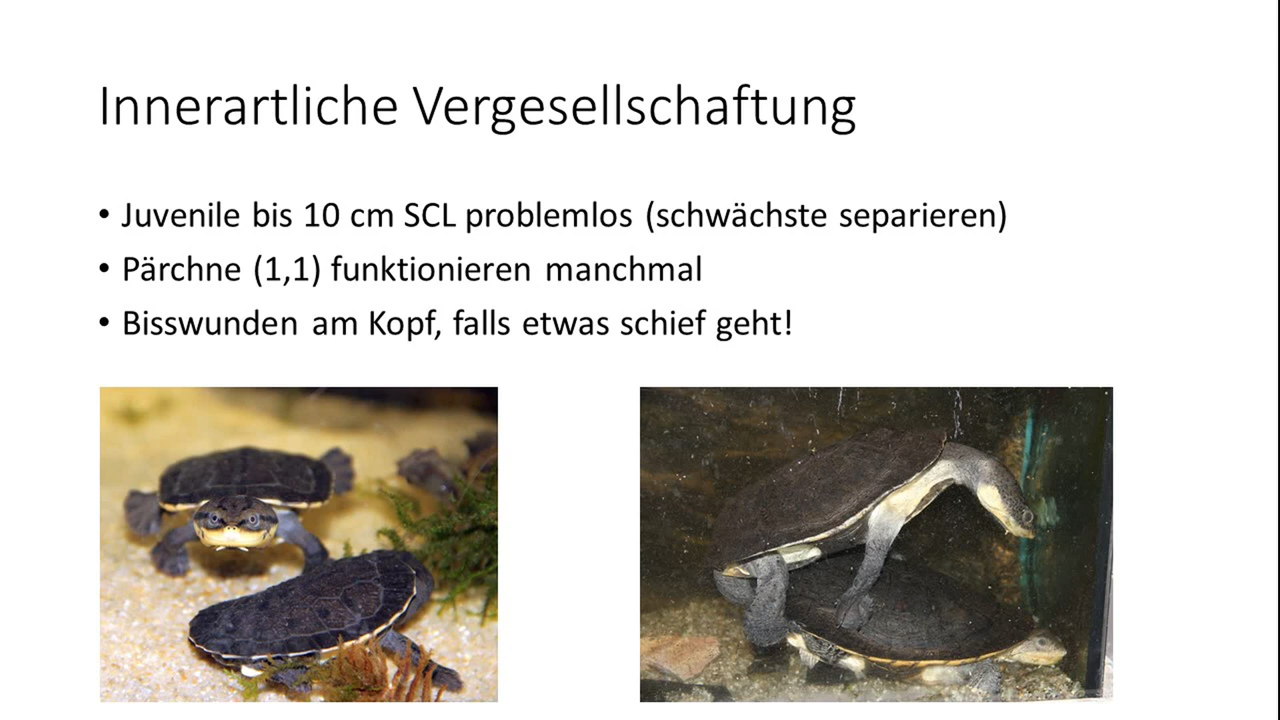 Innerartliche Vergesellschaftung
• Juvenile bis 10 cm SCL problemlos (schwächste separieren)
• Pärchne (1,1) funktionieren manchmal
• Bisswunden am Kopf, falls etwas schief geht!